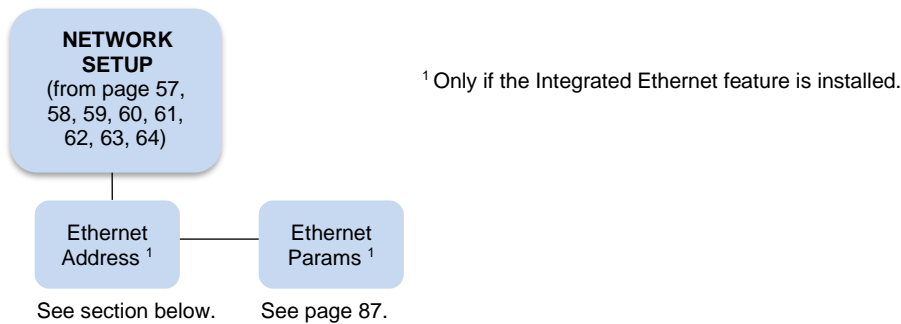 NETWORK
SETUP
(from page 57,
58, 59, 60, 61,
62, 63, 64)
¹ Only if the Integrated Ethernet feature is installed.
Ethernet
Address ¹
Ethernet
Params ¹
See section below.
See page 87.